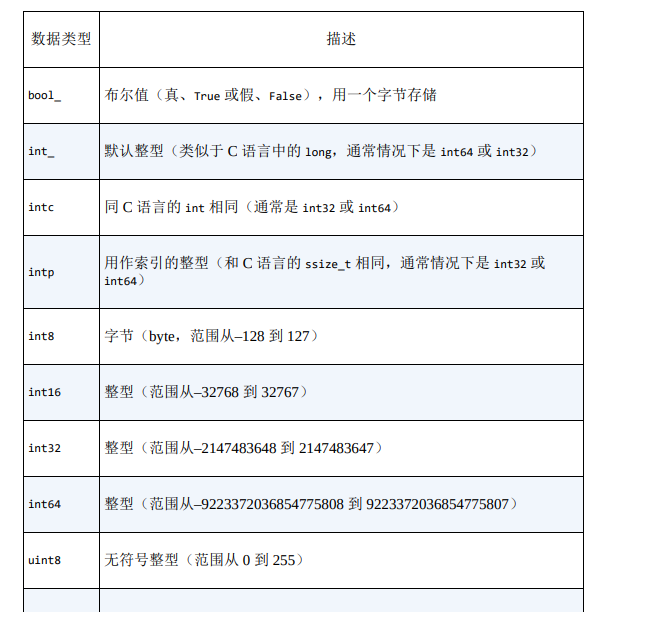 数据类型 描述
bool_ 布尔值（真、True 或假、False），用一个字节存储
int_ 默认整型（类似于 C 语言中的 long，通常情况下是 int64 或 int32）
intc 同 C 语言的 int 相同（通常是 int32 或 int64）
intp 用作索引的整型（和 C 语言的 ssize_t 相同，通常情况下是 int32 或
int64）
int8 字节（byte，范围从–128 到 127）
int16 整型（范围从–32768 到 32767）
int32 整型（范围从–2147483648 到 2147483647）
int64 整型（范围从–9223372036854775808 到 9223372036854775807）
uint8 无符号整型（范围从 0 到 255）